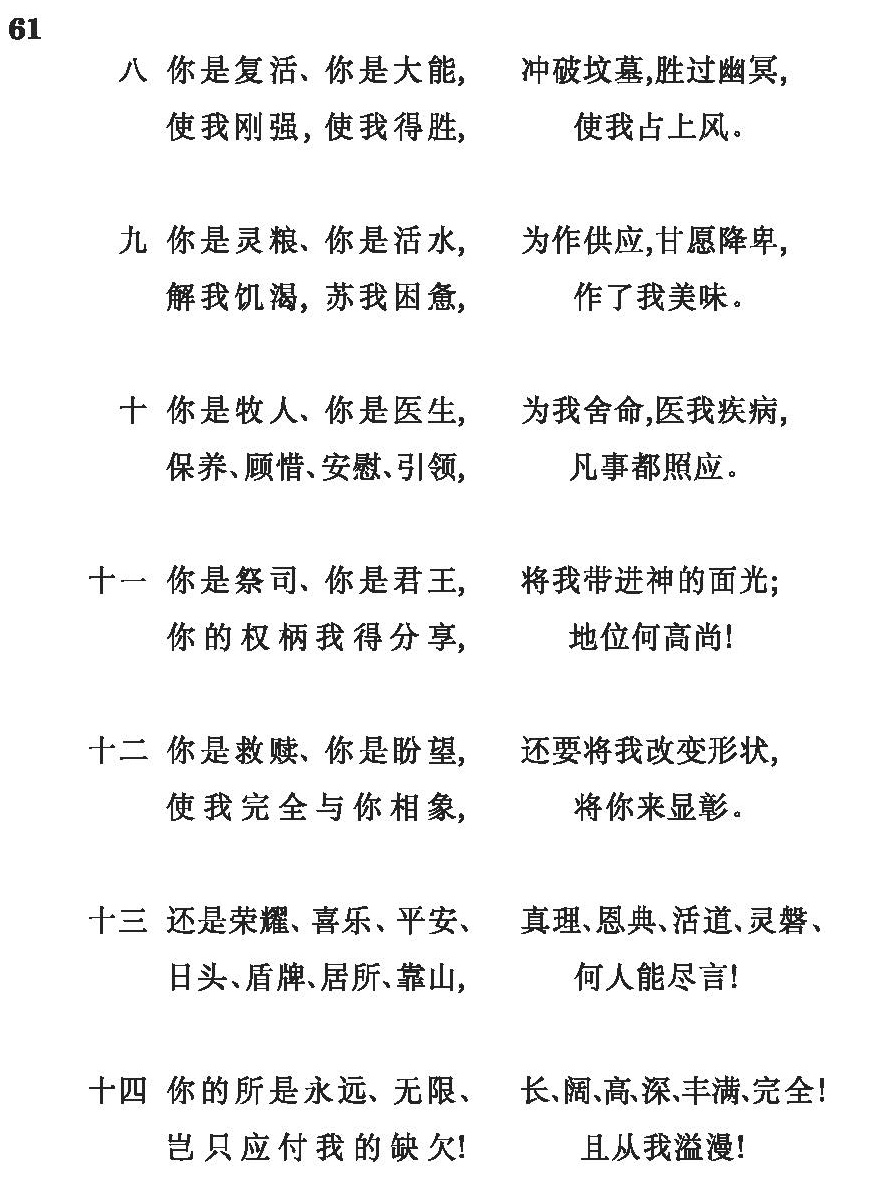 61
八 你是复活、你是大能, 冲破坟墓,胜过幽冥,
使我刚强, 使我得胜, 使我占上风。
九 你是灵粮、你是活水, 为作供应,甘愿降卑,
解我饥渴, 苏我困惫, 作了我美味。
十 你是牧人、你是医生, 为我舍命,医我疾病,
保养、顾惜、安慰、引领, 凡事都照应。
十一 你是祭司、你是君王, 将我带进神的面光;
你的权柄我得分享, 地位何高尚!
十二 你是救赎、你是盼望, 还要将我改变形状,
使我完全与你相象, 将你来显彰。
十三 还是荣耀、喜乐、平安、 真理、恩典、活道、灵磐、
日头、盾牌、居所、靠山, 何人能尽言!
十四 你的所是永远、无限、 长、阔、高、深、丰满、完全!
岂只应付我的缺欠! 且从我溢漫!